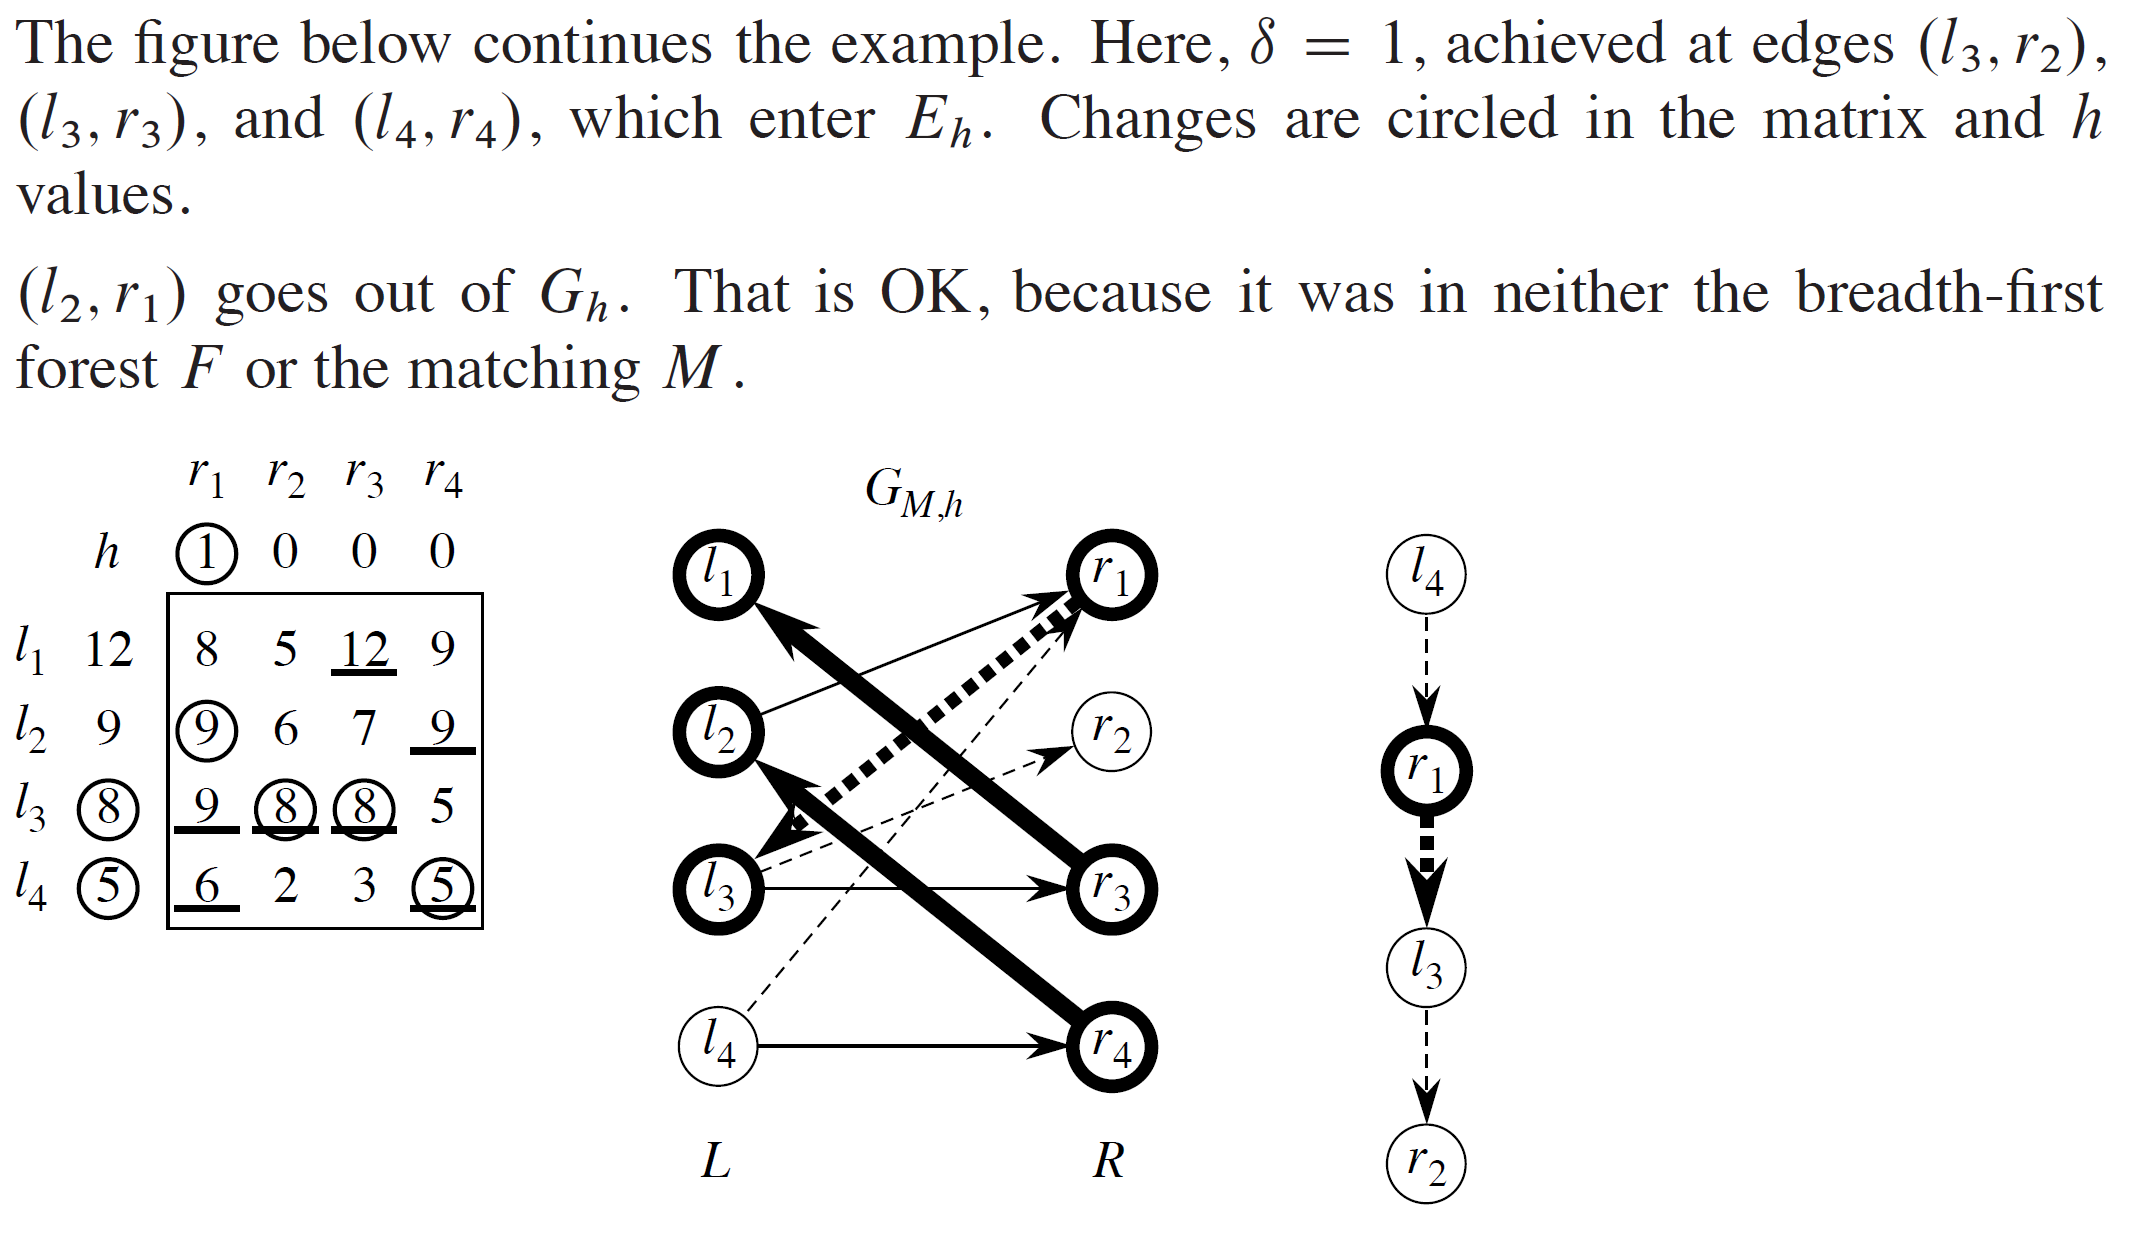 The figure below continues the example. Here, δ = 1, achieved at edges (l₃, r₂),
(l₃, r₃), and (l₄, r₄), which enter Eₕ. Changes are circled in the matrix and h
values.
(l₂, r₁) goes out of Gₕ. That is OK, because it was in neither the breadth-first
forest F or the matching M.
r₁ r₂ r₃ r₄
h 1 0 0 0
l₁ 12 8 5 12 9
l₂ 9 9 6 7 9
l₃ 8 9 8 8 5
l₄ 5 6 2 3 5
G_{M,h}
l₁ r₁
l₂ r₂
l₃ r₃
l₄ r₄
L R
l₄
r₁
l₃
r₂